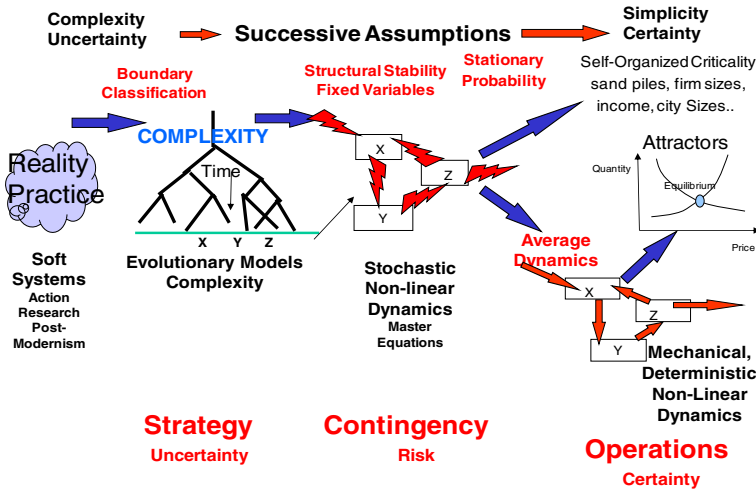 Complexity
Uncertainty
Successive Assumptions
Simplicity
Certainty
Boundary
Classification
Structural Stability
Fixed Variables
Stationary
Probability
Self-Organized Criticality
sand piles, firm sizes,
income, city Sizes..
COMPLEXITY
Reality
Practice
Time
X Y Z
X
Z
Y
Attractors
Quantity
Equilibrium
Price
Soft
Systems
Action
Research
Post-
Modernism
Evolutionary Models
Complexity
Stochastic
Non-linear
Dynamics
Master
Equations
Average
Dynamics
X
Z
Y
Mechanical,
Deterministic
Non-Linear
Dynamics
Strategy
Uncertainty
Contingency
Risk
Operations
Certainty